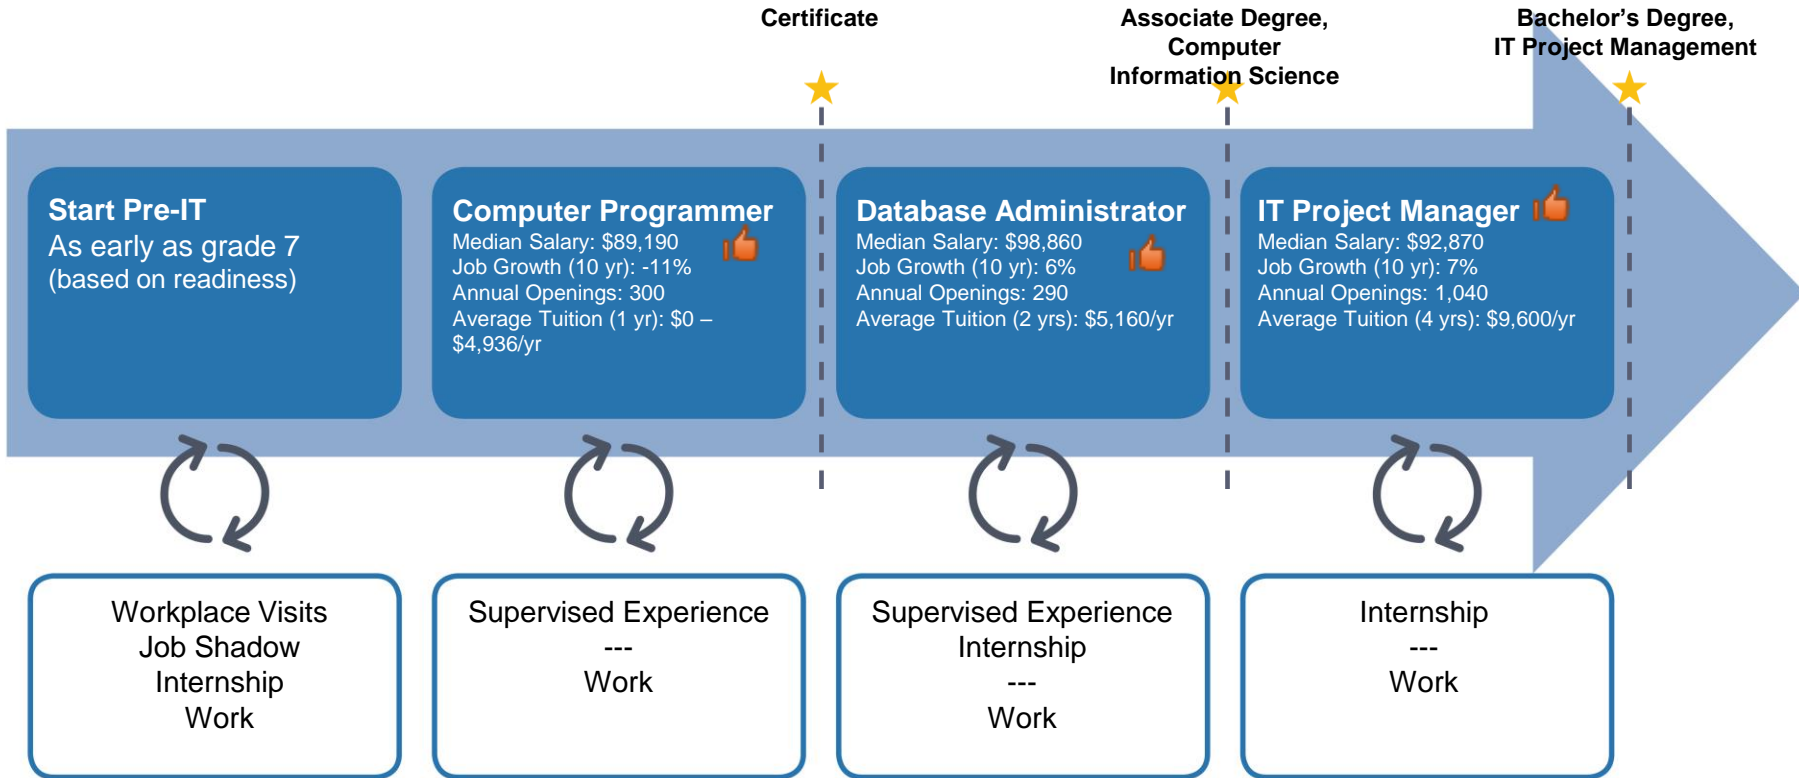 Certificate
Associate Degree,
Computer
Information Science
Bachelor’s Degree,
IT Project Management
Start Pre-IT
As early as grade 7
(based on readiness)
Computer Programmer
Median Salary: $89,190
Job Growth (10 yr): -11%
Annual Openings: 300
Average Tuition (1 yr): $0 –
$4,936/yr
Database Administrator
Median Salary: $98,860
Job Growth (10 yr): 6%
Annual Openings: 290
Average Tuition (2 yrs): $5,160/yr
IT Project Manager
Median Salary: $92,870
Job Growth (10 yr): 7%
Annual Openings: 1,040
Average Tuition (4 yrs): $9,600/yr
Workplace Visits
Job Shadow
Internship
Work
Supervised Experience
---
Work
Supervised Experience
Internship
---
Work
Internship
---
Work